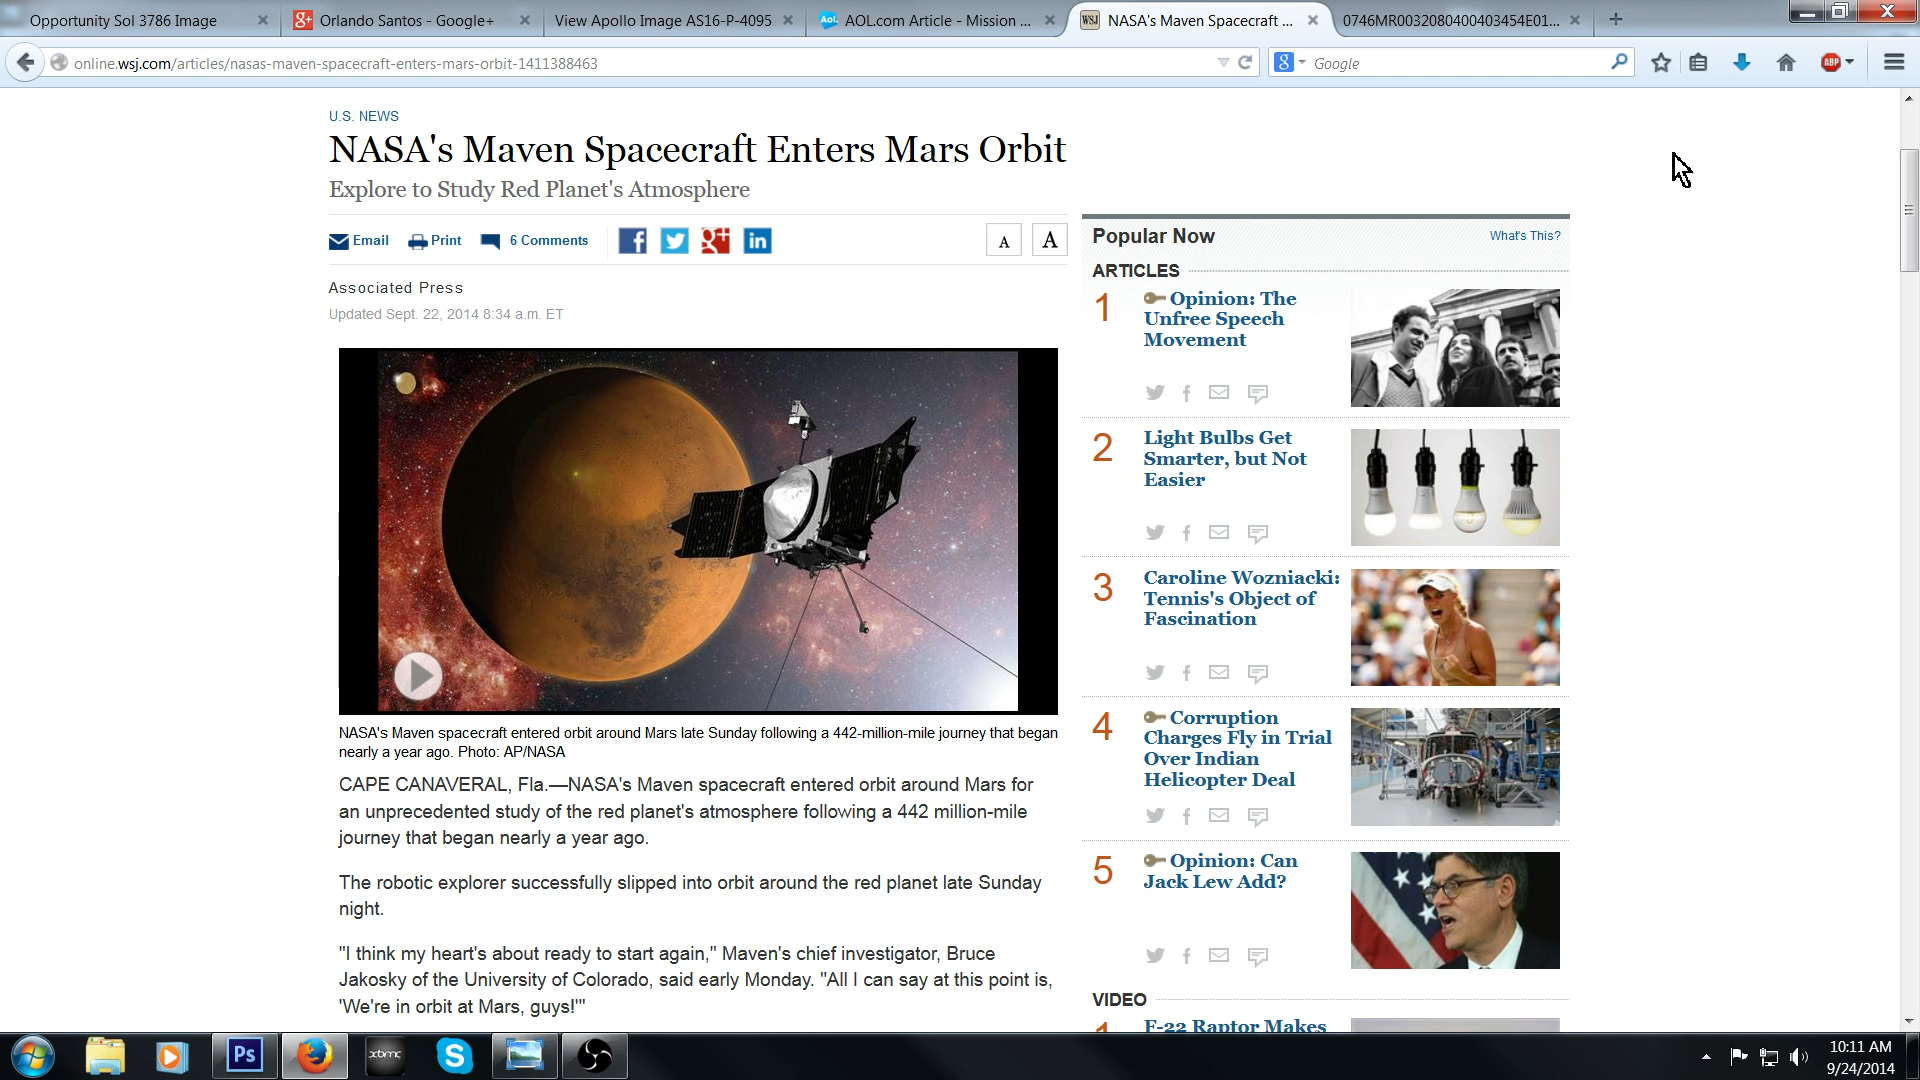 Opportunity Sol 3786 Image
Orlando Santos - Google+
View Apollo Image AS16-P-4095
Aol. AOL.com Article - Mission ...
WSJ NASA's Maven Spacecraft ...
0746MR0032080400403454E01...
online.wsj.com/articles/nasas-maven-spacecraft-enters-mars-orbit-1411388463
8 Google
ABP
U.S. NEWS
NASA's Maven Spacecraft Enters Mars Orbit
Explore to Study Red Planet's Atmosphere
Email Print 6 Comments
A A
Associated Press
Updated Sept. 22, 2014 8:34 a.m. ET
NASA's Maven spacecraft entered orbit around Mars late Sunday following a 442-million-mile journey that began
nearly a year ago. Photo: AP/NASA
CAPE CANAVERAL, Fla.—NASA's Maven spacecraft entered orbit around Mars for
an unprecedented study of the red planet's atmosphere following a 442 million-mile
journey that began nearly a year ago.
The robotic explorer successfully slipped into orbit around the red planet late Sunday
night.
"I think my heart's about ready to start again," Maven's chief investigator, Bruce
Jakosky of the University of Colorado, said early Monday. "All I can say at this point is,
'We're in orbit at Mars, guys!'"
Popular Now What's This?
ARTICLES
1 Opinion: The
Unfree Speech
Movement
2 Light Bulbs Get
Smarter, but Not
Easier
3 Caroline Wozniacki:
Tennis's Object of
Fascination
4 Corruption
Charges Fly in Trial
Over Indian
Helicopter Deal
5 Opinion: Can
Jack Lew Add?
VIDEO
1 F-22 Raptor Makes
Ps
xbmc
10:11 AM
9/24/2014